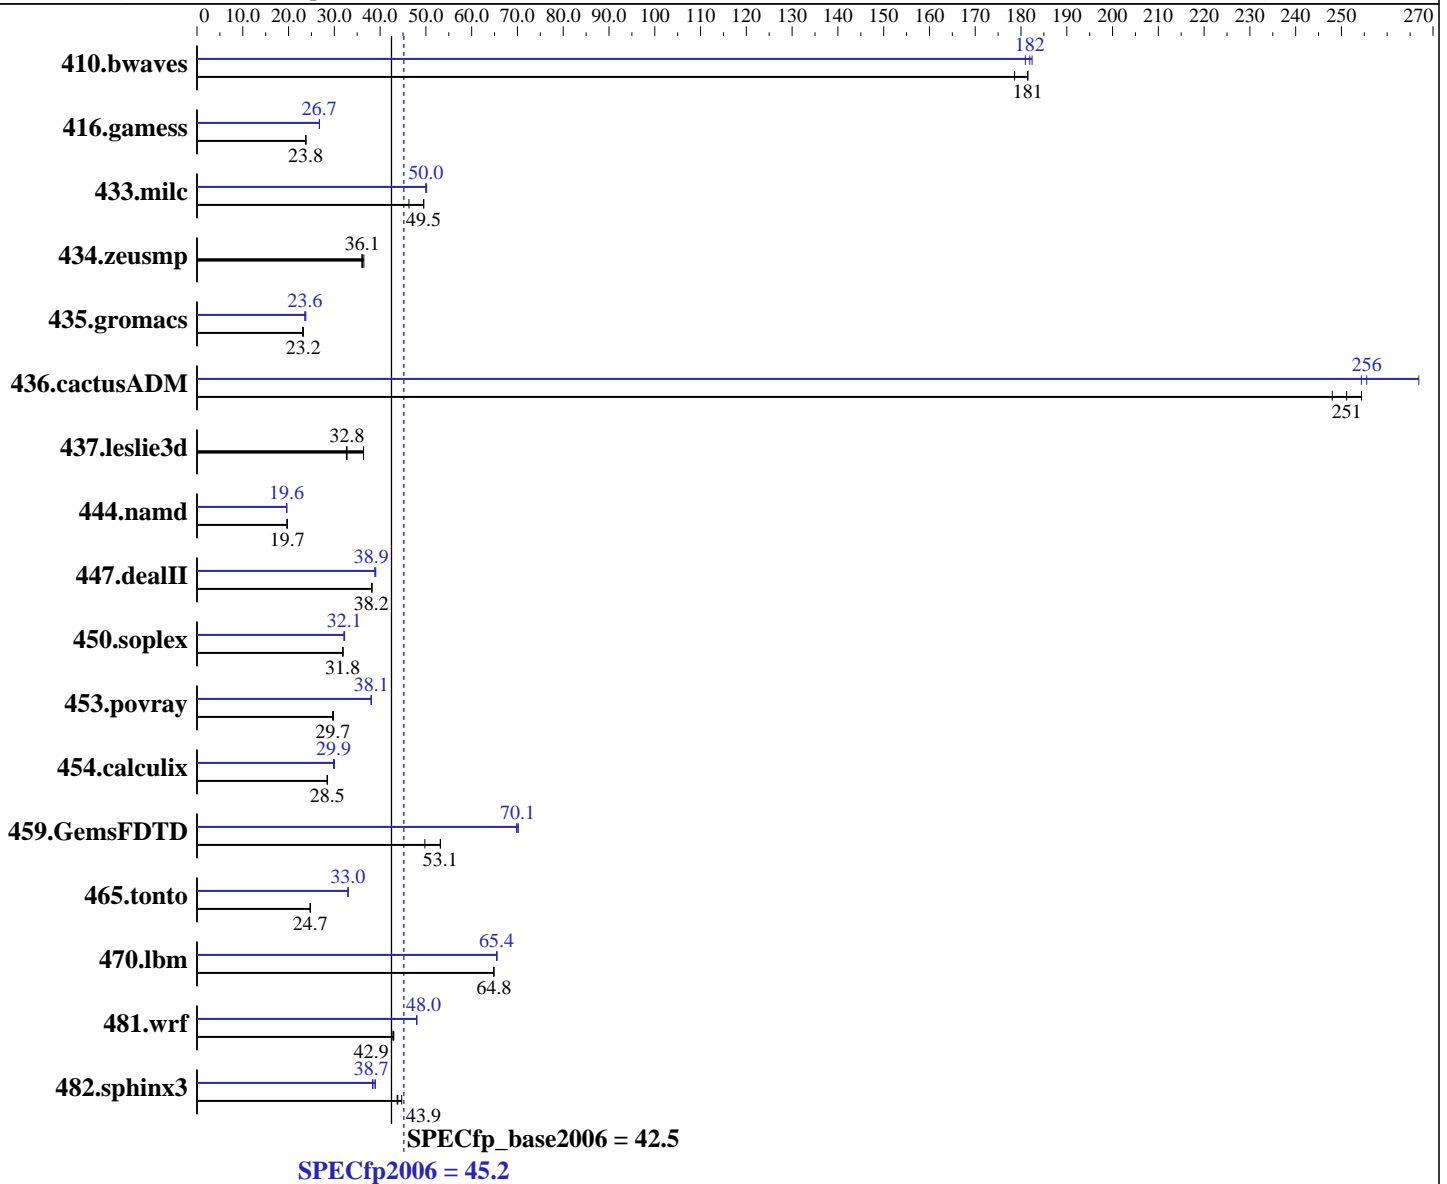 0 10.0 20.0 30.0 40.0 50.0 60.0 70.0 80.0 90.0 100 110 120 130 140 150 160 170 180 190 200 210 220 230 240 250 270
182
410.bwaves
181
26.7
416.gamess
23.8
50.0
433.milc
49.5
36.1
434.zeusmp
23.6
435.gromacs
23.2
256
436.cactusADM
251
32.8
437.leslie3d
19.6
444.namd
19.7
38.9
447.dealII
38.2
32.1
450.soplex
31.8
38.1
453.povray
29.7
29.9
454.calculix
28.5
70.1
459.GemsFDTD
53.1
33.0
465.tonto
24.7
65.4
470.lbm
64.8
48.0
481.wrf
42.9
38.7
482.sphinx3
43.9
SPECfp_base2006 = 42.5
SPECfp2006 = 45.2